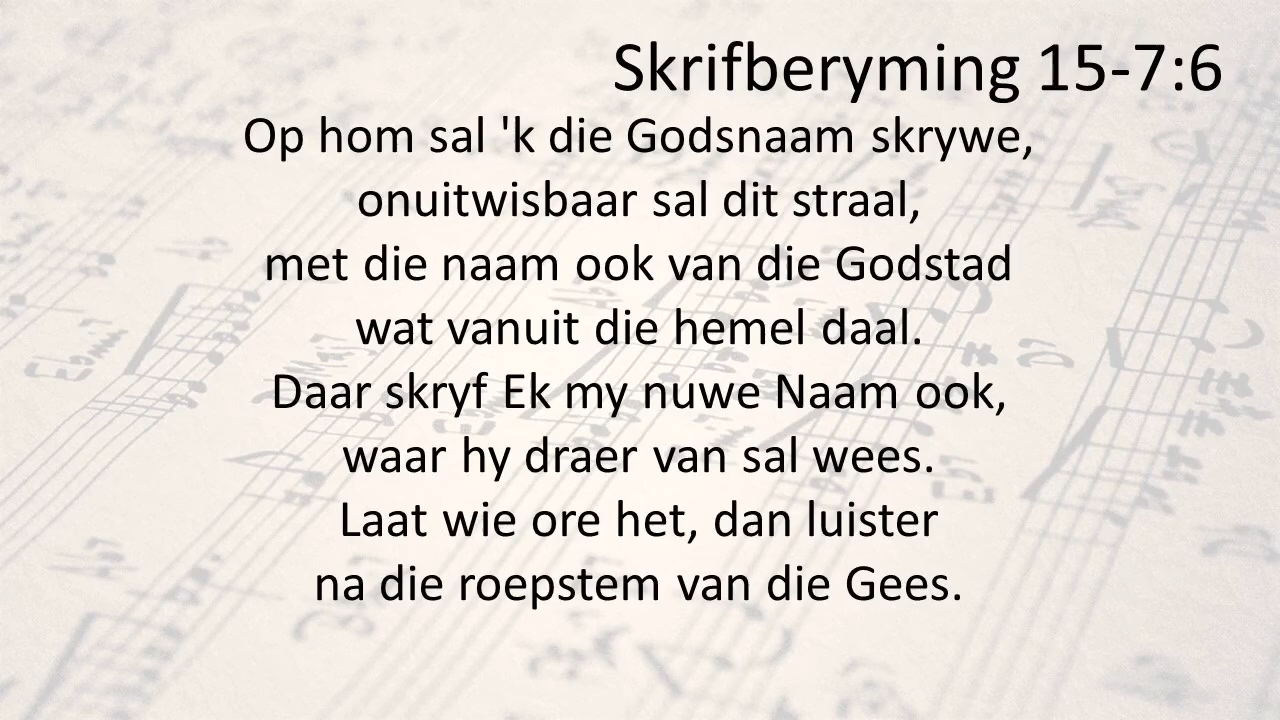 Skrifberyming 15-7:6
Op hom sal 'k die Godsnaam skrywe,
onuitwisbaar sal dit straal,
met die naam ook van die Godstad
wat vanuit die hemel daal.
Daar skryf Ek my nuwe Naam ook,
waar hy draer van sal wees.
Laat wie ore het, dan luister
na die roepstem van die Gees.